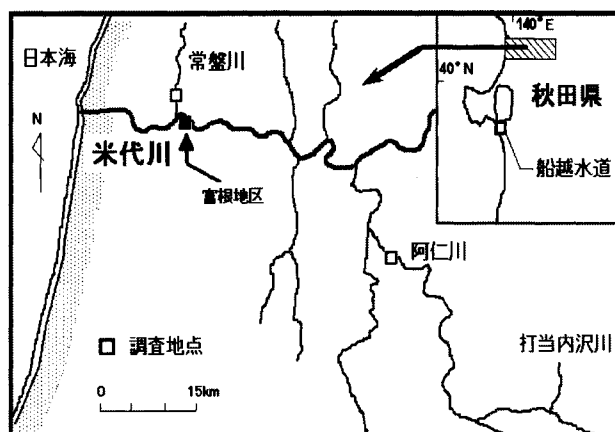 日本海
常盤川
N
米代川
富根地区
140°E
40°N
秋田県
船越水道
阿仁川
打当内沢川
調査地点
0
15km